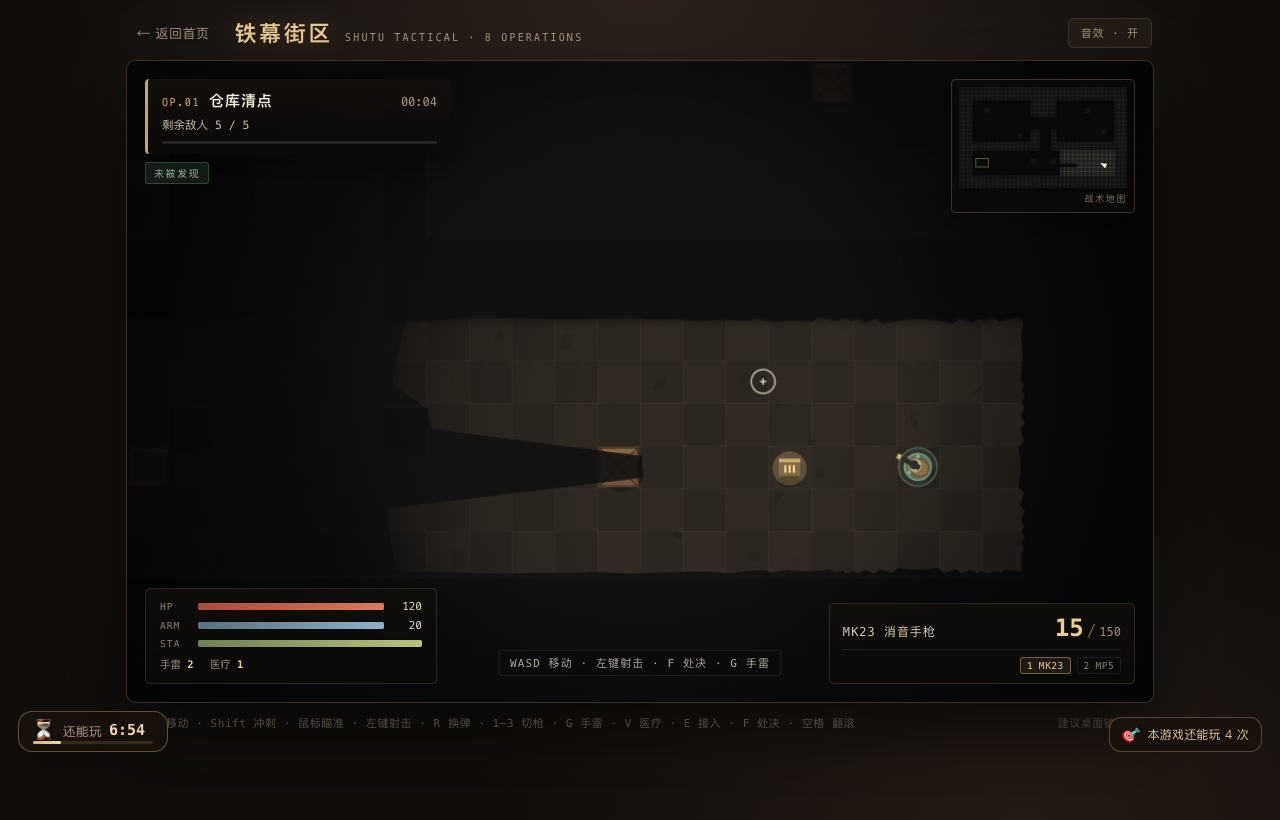 ← 返回首页
铁幕街区 SHUTU TACTICAL · 8 OPERATIONS
音效 · 开
OP.01 仓库清点 00:04
剩余敌人 5 / 5
未被发现
战术地图
HP 120
ARM 20
STA
手雷 2 医疗 1
WASD 移动 · 左键射击 · F 处决 · G 手雷
MK23 消音手枪 15 / 150
1 MK23 2 MP5
还能玩 6:54
移动 · Shift 冲刺 · 鼠标瞄准 · 左键射击 · R 换弹 · 1—3 切枪 · G 手雷 · V 医疗 · E 接入 · F 处决 · 空格 翻滚
建议桌面键
本游戏还能玩 4 次